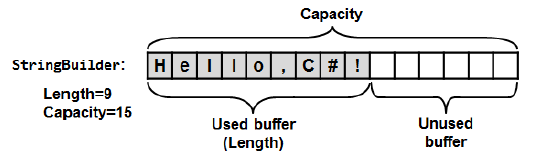 Capacity
StringBuilder:
H e l l o , C # !
Length=9
Capacity=15
Used buffer
(Length)
Unused
buffer